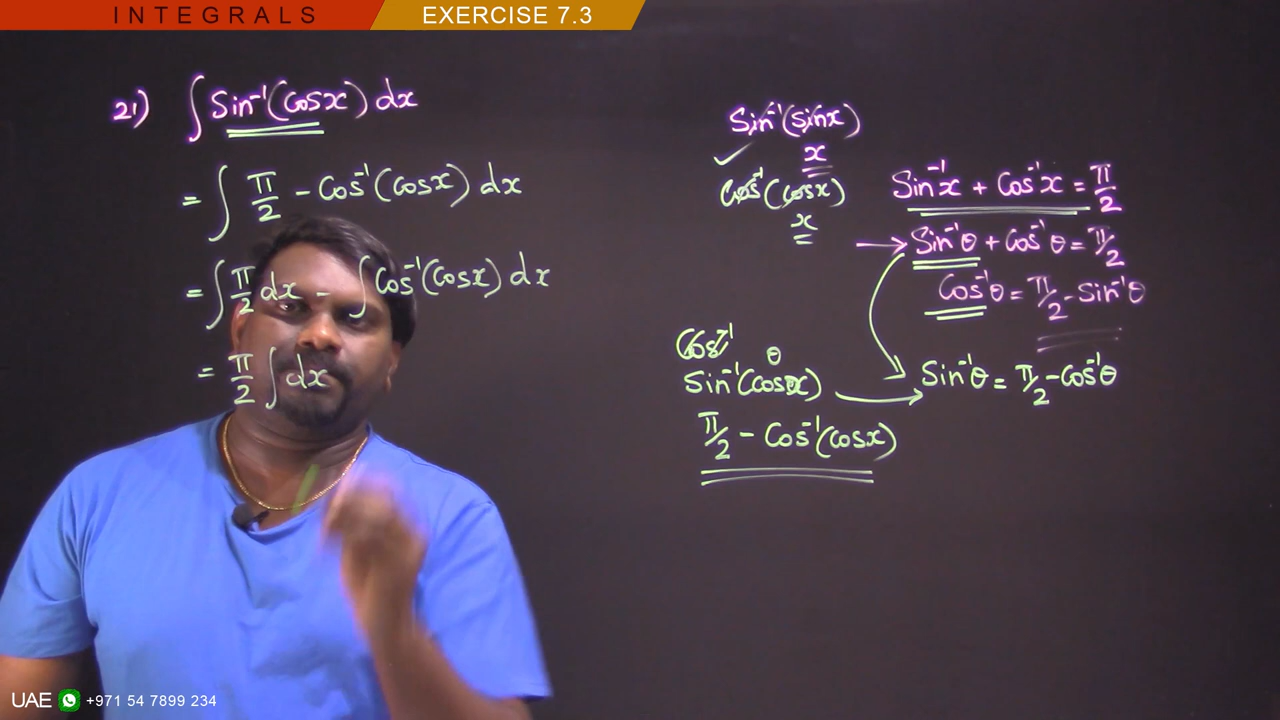 INTEGRALS
EXERCISE 7.3
21) ∫ Sin⁻¹(Cosx) dx
= ∫ π/2 - Cos⁻¹(Cosx) dx
= ∫ π/2 dx - ∫ Cos⁻¹(Cosx) dx
= π/2 ∫ dx
Sin⁻¹(sinx)
x
Cos⁻¹(cosx)
x
Sin⁻¹x + Cos⁻¹x = π/2
Sin⁻¹θ + Cos⁻¹θ = π/2
Cos⁻¹θ = π/2 - Sin⁻¹θ
Cos⁻¹
θ
Sin⁻¹(cosx)
Sin⁻¹θ = π/2 - Cos⁻¹θ
π/2 - Cos⁻¹(cosx)
UAE +971 54 7899 234